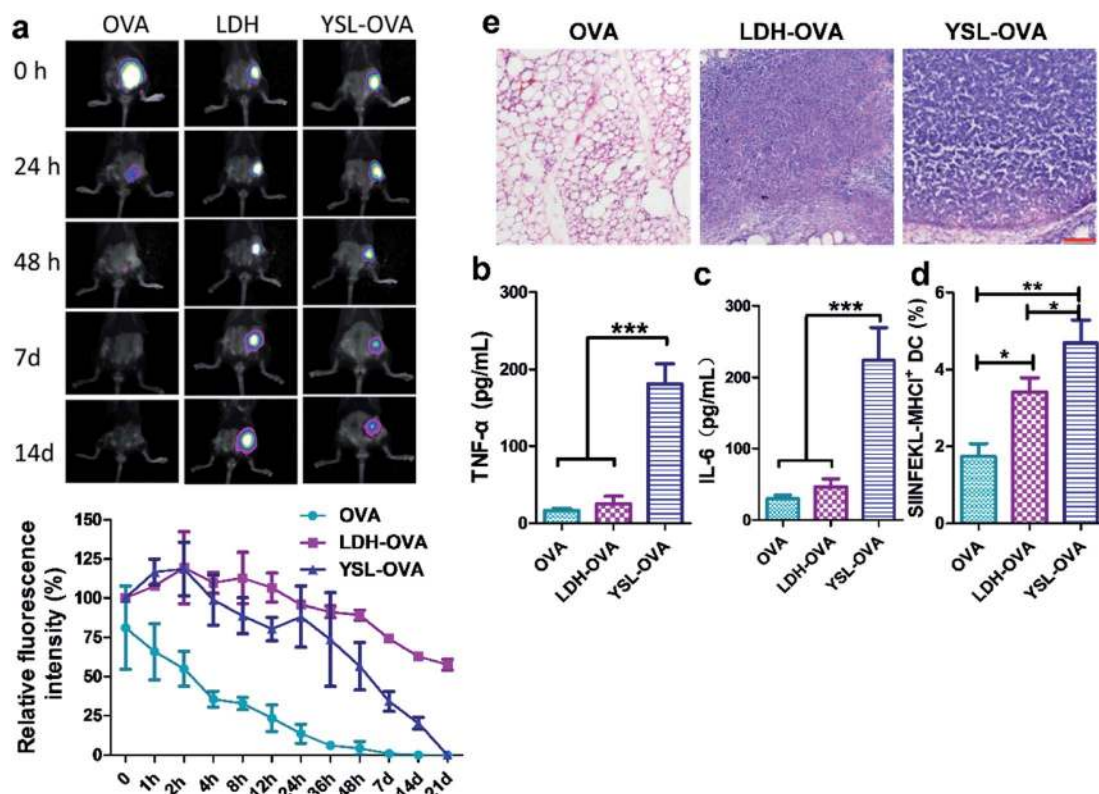 a
OVA LDH YSL-OVA
0 h
24 h
48 h
7d
14d
Relative fluorescence
intensity (%)
150
125
100
75
50
25
0
OVA
LDH-OVA
YSL-OVA
0 1h 2h 4h 8h 12h 24h 36h 48h 7d 14d 21d
e
OVA LDH-OVA YSL-OVA
b
TNF-α (pg/mL)
300
200
100
0
***
OVA LDH-OVA YSL-OVA
c
IL-6 (pg/mL)
300
200
100
0
***
OVA LDH-OVA YSL-OVA
d
SIINFEKL-MHCI⁺ DC (%)
6
4
2
0
**
*
*
OVA LDH-OVA YSL-OVA